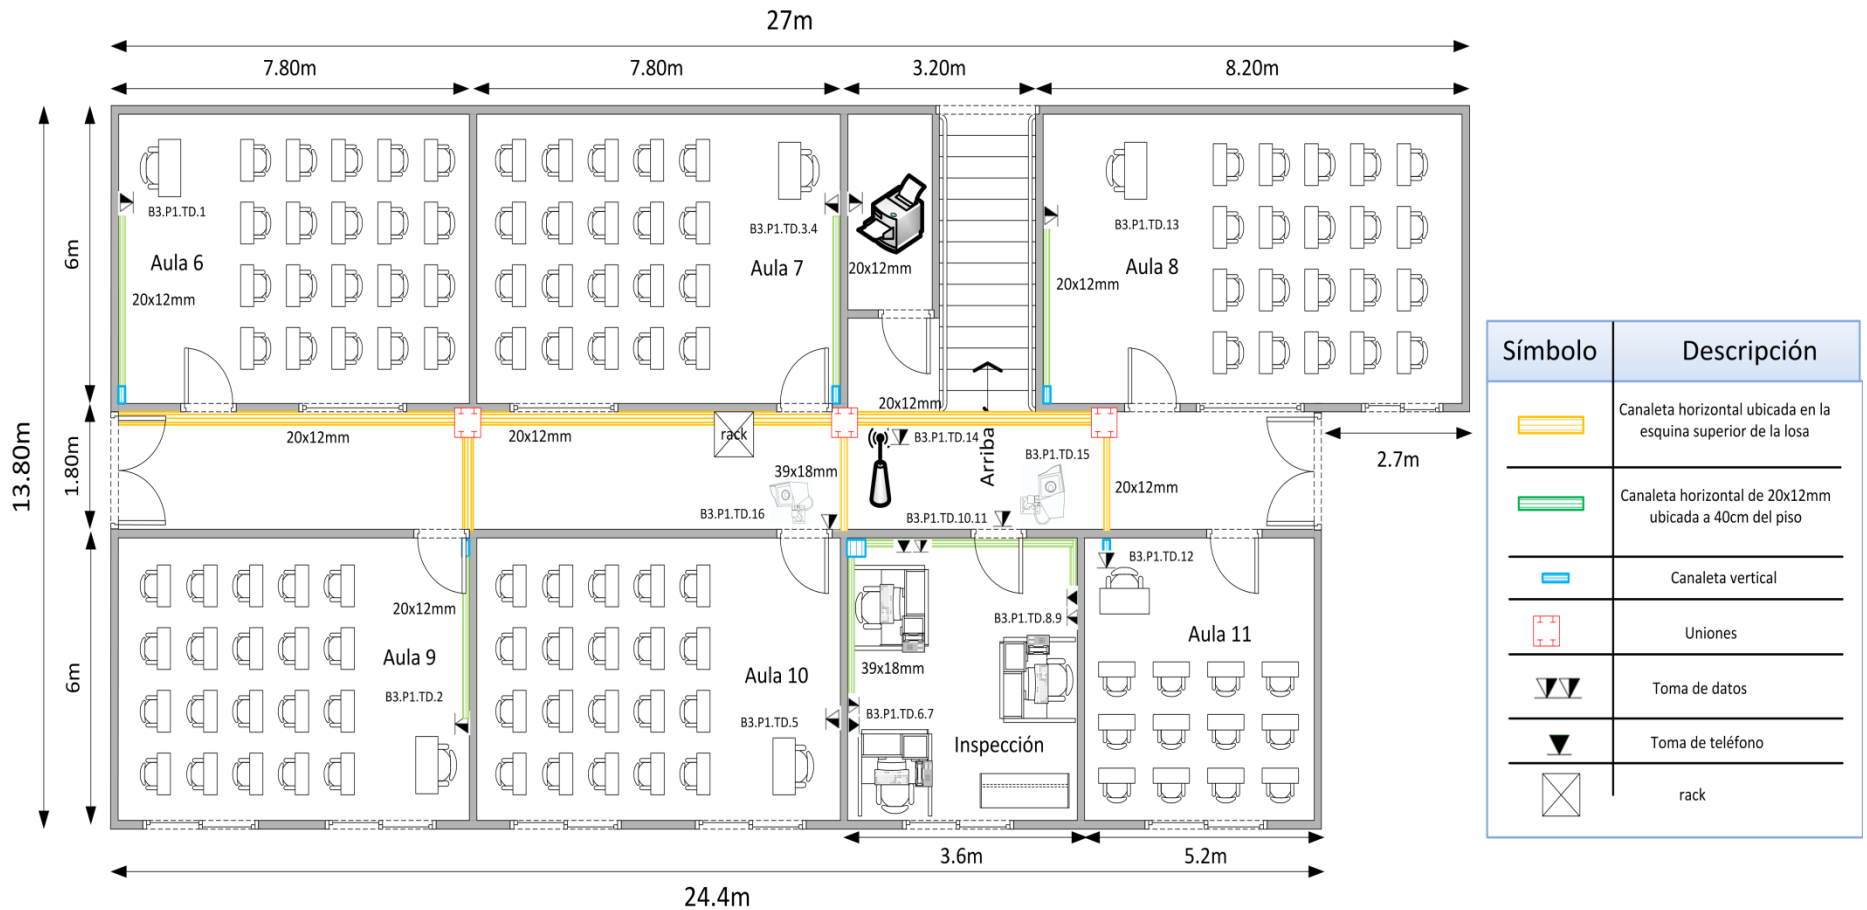 27m
7.80m
7.80m
3.20m
8.20m
13.80m
6m
1.80m
6m
B3.P1.TD.1
Aula 6
20x12mm
B3.P1.TD.3.4
Aula 7
20x12mm
B3.P1.TD.13
Aula 8
20x12mm
20x12mm
20x12mm
20x12mm
rack
B3.P1.TD.14
Arriba
B3.P1.TD.15
39x18mm
20x12mm
B3.P1.TD.16
B3.P1.TD.10.11
2.7m
20x12mm
Aula 9
B3.P1.TD.2
Aula 10
B3.P1.TD.5
39x18mm
B3.P1.TD.6.7
B3.P1.TD.8.9
Inspección
B3.P1.TD.12
Aula 11
3.6m
5.2m
24.4m
Símbolo
Descripción
Canaleta horizontal ubicada en la
esquina superior de la losa
Canaleta horizontal de 20x12mm
ubicada a 40cm del piso
Canaleta vertical
Uniones
Toma de datos
Toma de teléfono
rack